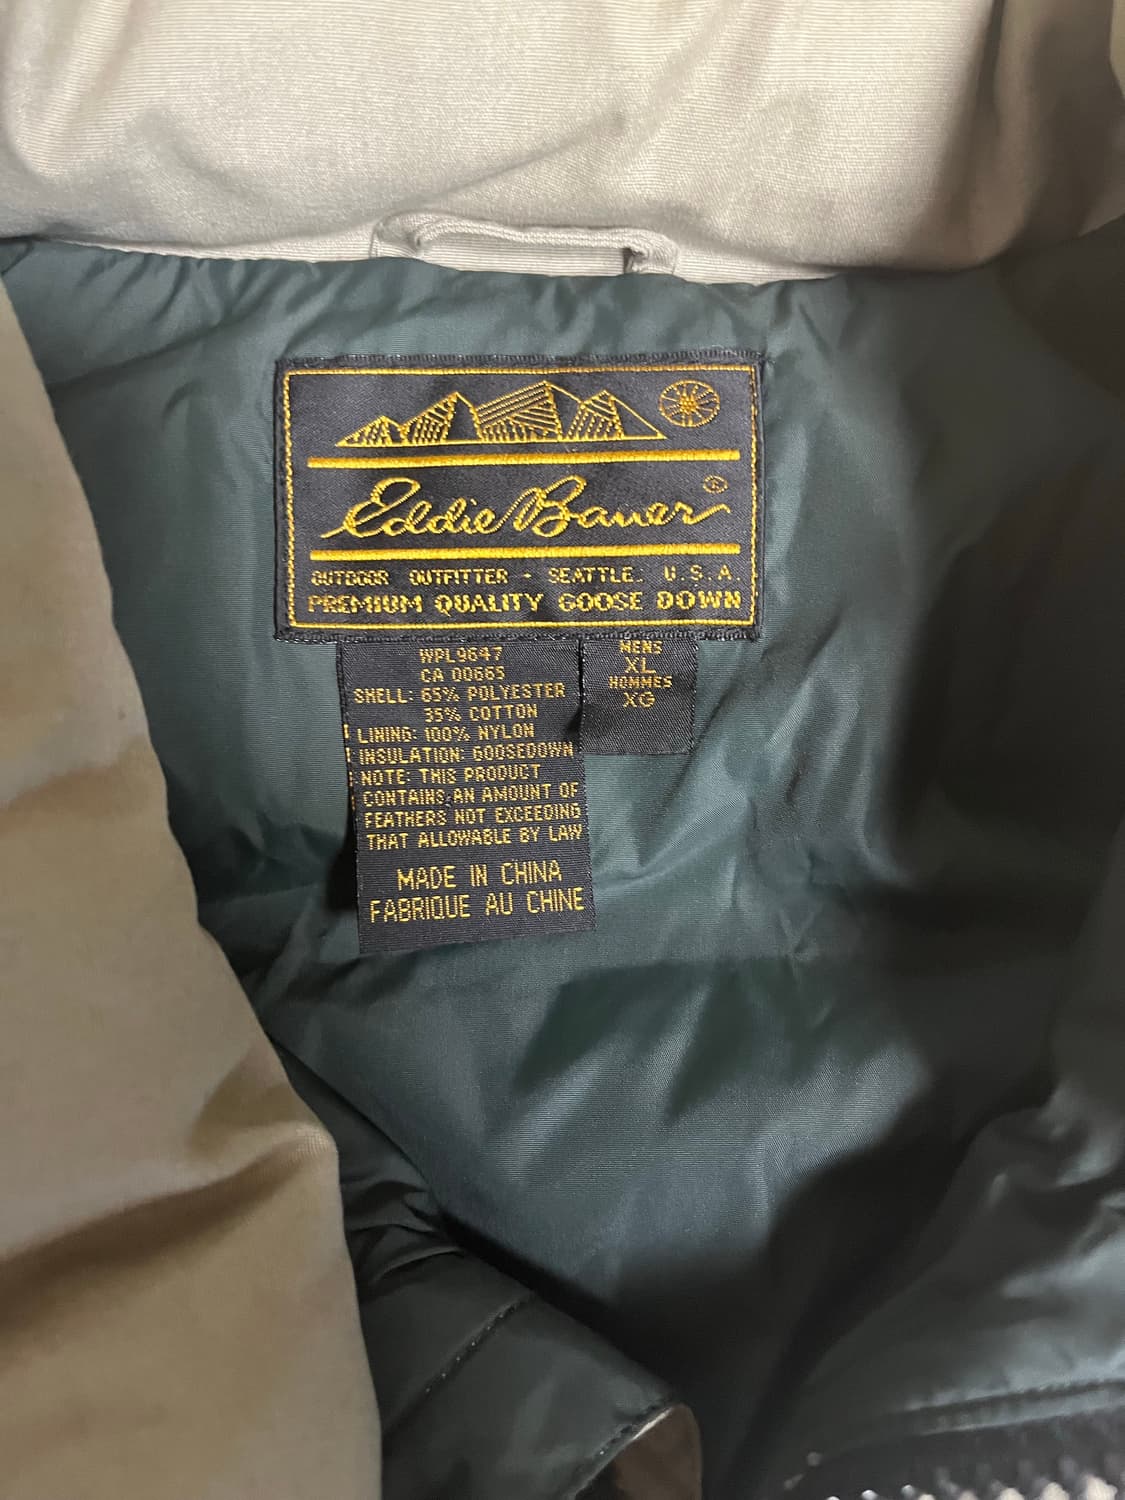 Eddie Bauer®
OUTDOOR OUTFITTER - SEATTLE, U.S.A.
PREMIUM QUALITY GOOSE DOWN
WPL9647
CA 00665
SHELL: 65% POLYESTER
35% COTTON
LINING: 100% NYLON
INSULATION: GOOSEDOWN
NOTE: THIS PRODUCT
CONTAINS AN AMOUNT OF
FEATHERS NOT EXCEEDING
THAT ALLOWABLE BY LAW
MADE IN CHINA
FABRIQUE AU CHINE
MENS
XL
HOMMES
XG